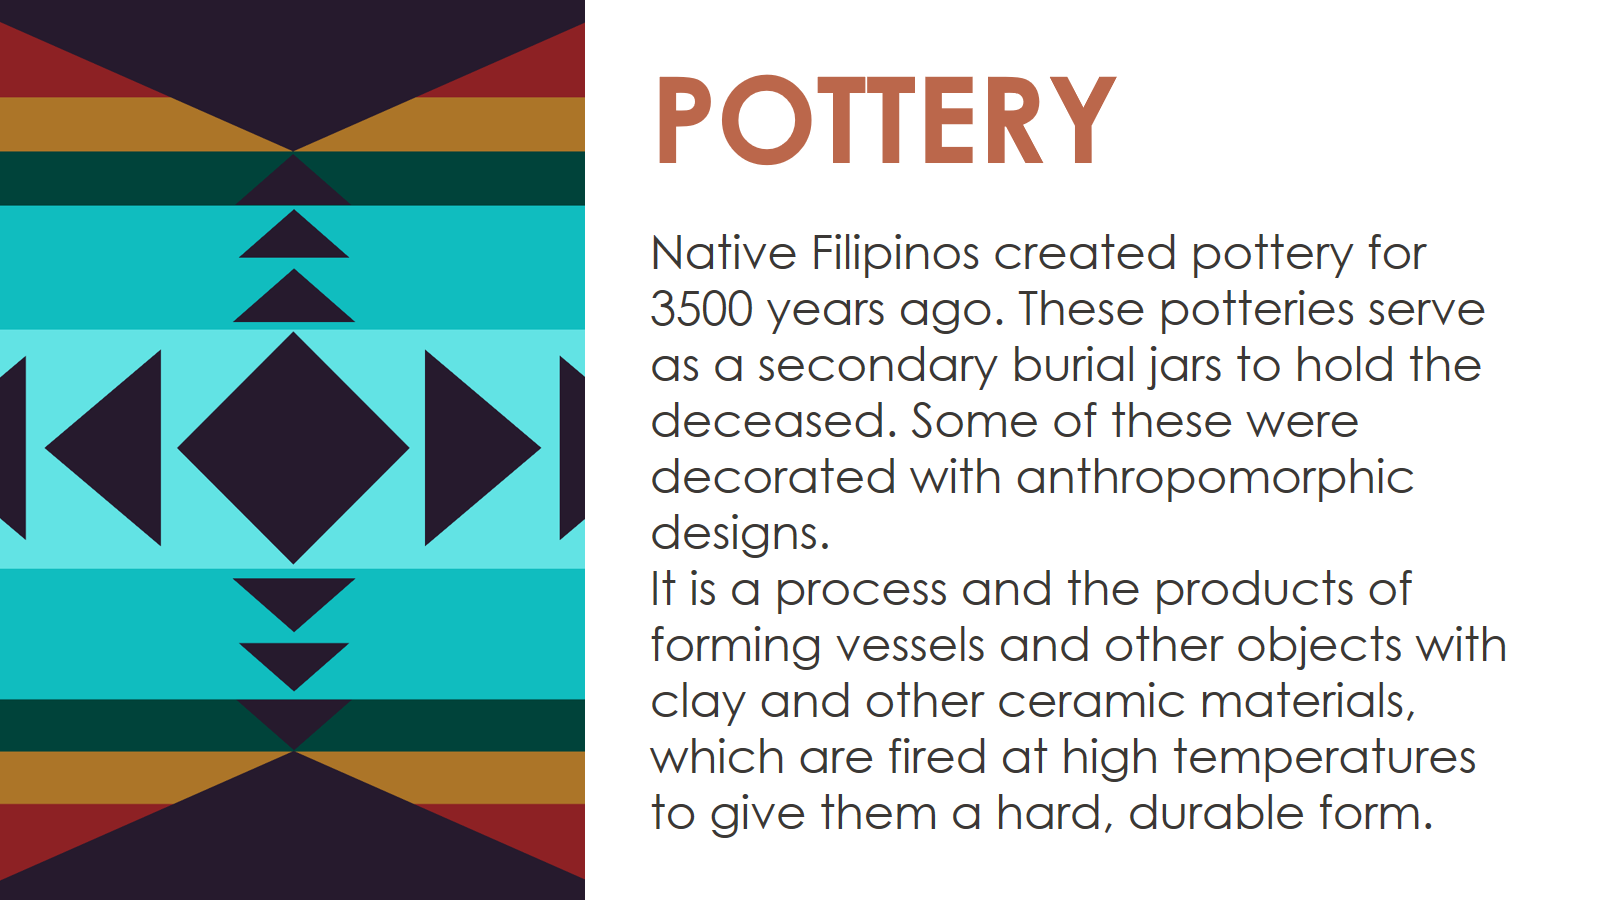 POTTERY
Native Filipinos created pottery for
3500 years ago. These potteries serve
as a secondary burial jars to hold the
deceased. Some of these were
decorated with anthropomorphic
designs.
It is a process and the products of
forming vessels and other objects with
clay and other ceramic materials,
which are fired at high temperatures
to give them a hard, durable form.